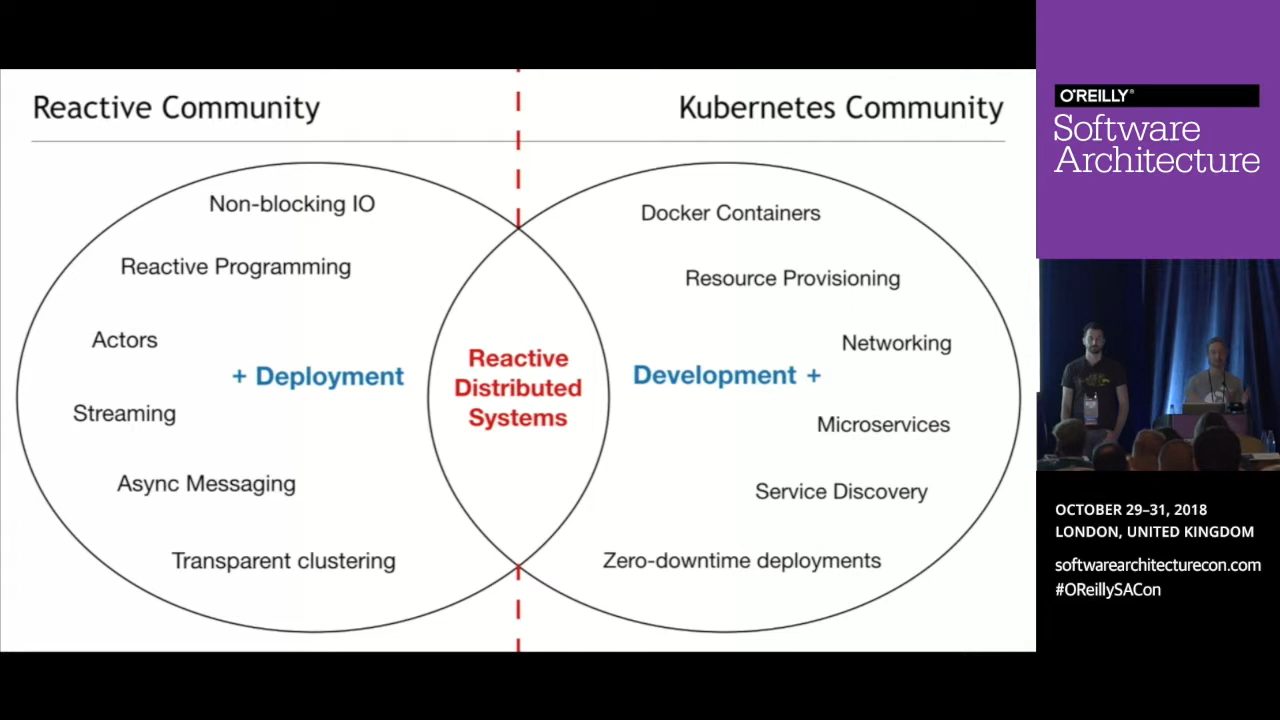 Reactive Community
Kubernetes Community
Non-blocking IO
Reactive Programming
Actors
+ Deployment
Streaming
Async Messaging
Transparent clustering
Reactive
Distributed
Systems
Docker Containers
Resource Provisioning
Networking
Development +
Microservices
Service Discovery
Zero-downtime deployments
O'REILLY®
Software
Architecture
OCTOBER 29–31, 2018
LONDON, UNITED KINGDOM
softwarearchitecturecon.com
#OReillySACon